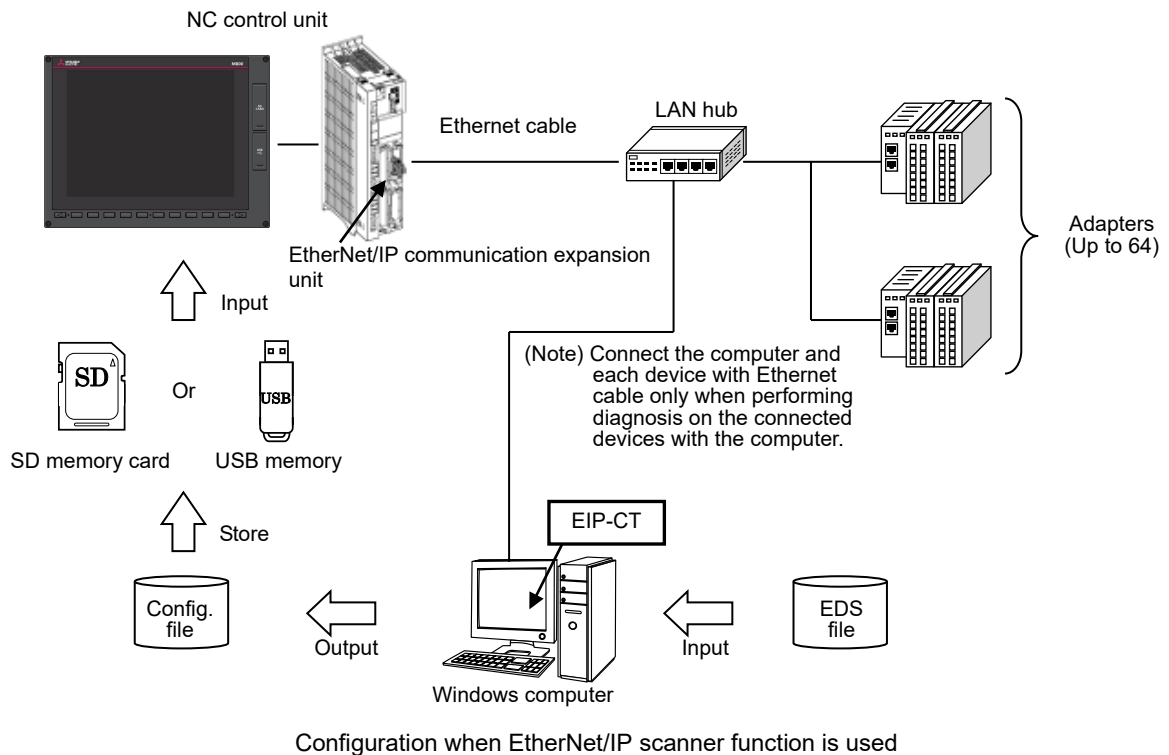 NC control unit
MITSUBISHI
ELECTRIC
M800
Ethernet cable
LAN hub
Adapters
(Up to 64)
EtherNet/IP communication expansion
unit
Input
SD
Or
USB
SD memory card
USB memory
(Note) Connect the computer and
each device with Ethernet
cable only when performing
diagnosis on the connected
devices with the computer.
Store
EIP-CT
Config.
file
Output
Input
EDS
file
Windows computer
Configuration when EtherNet/IP scanner function is used